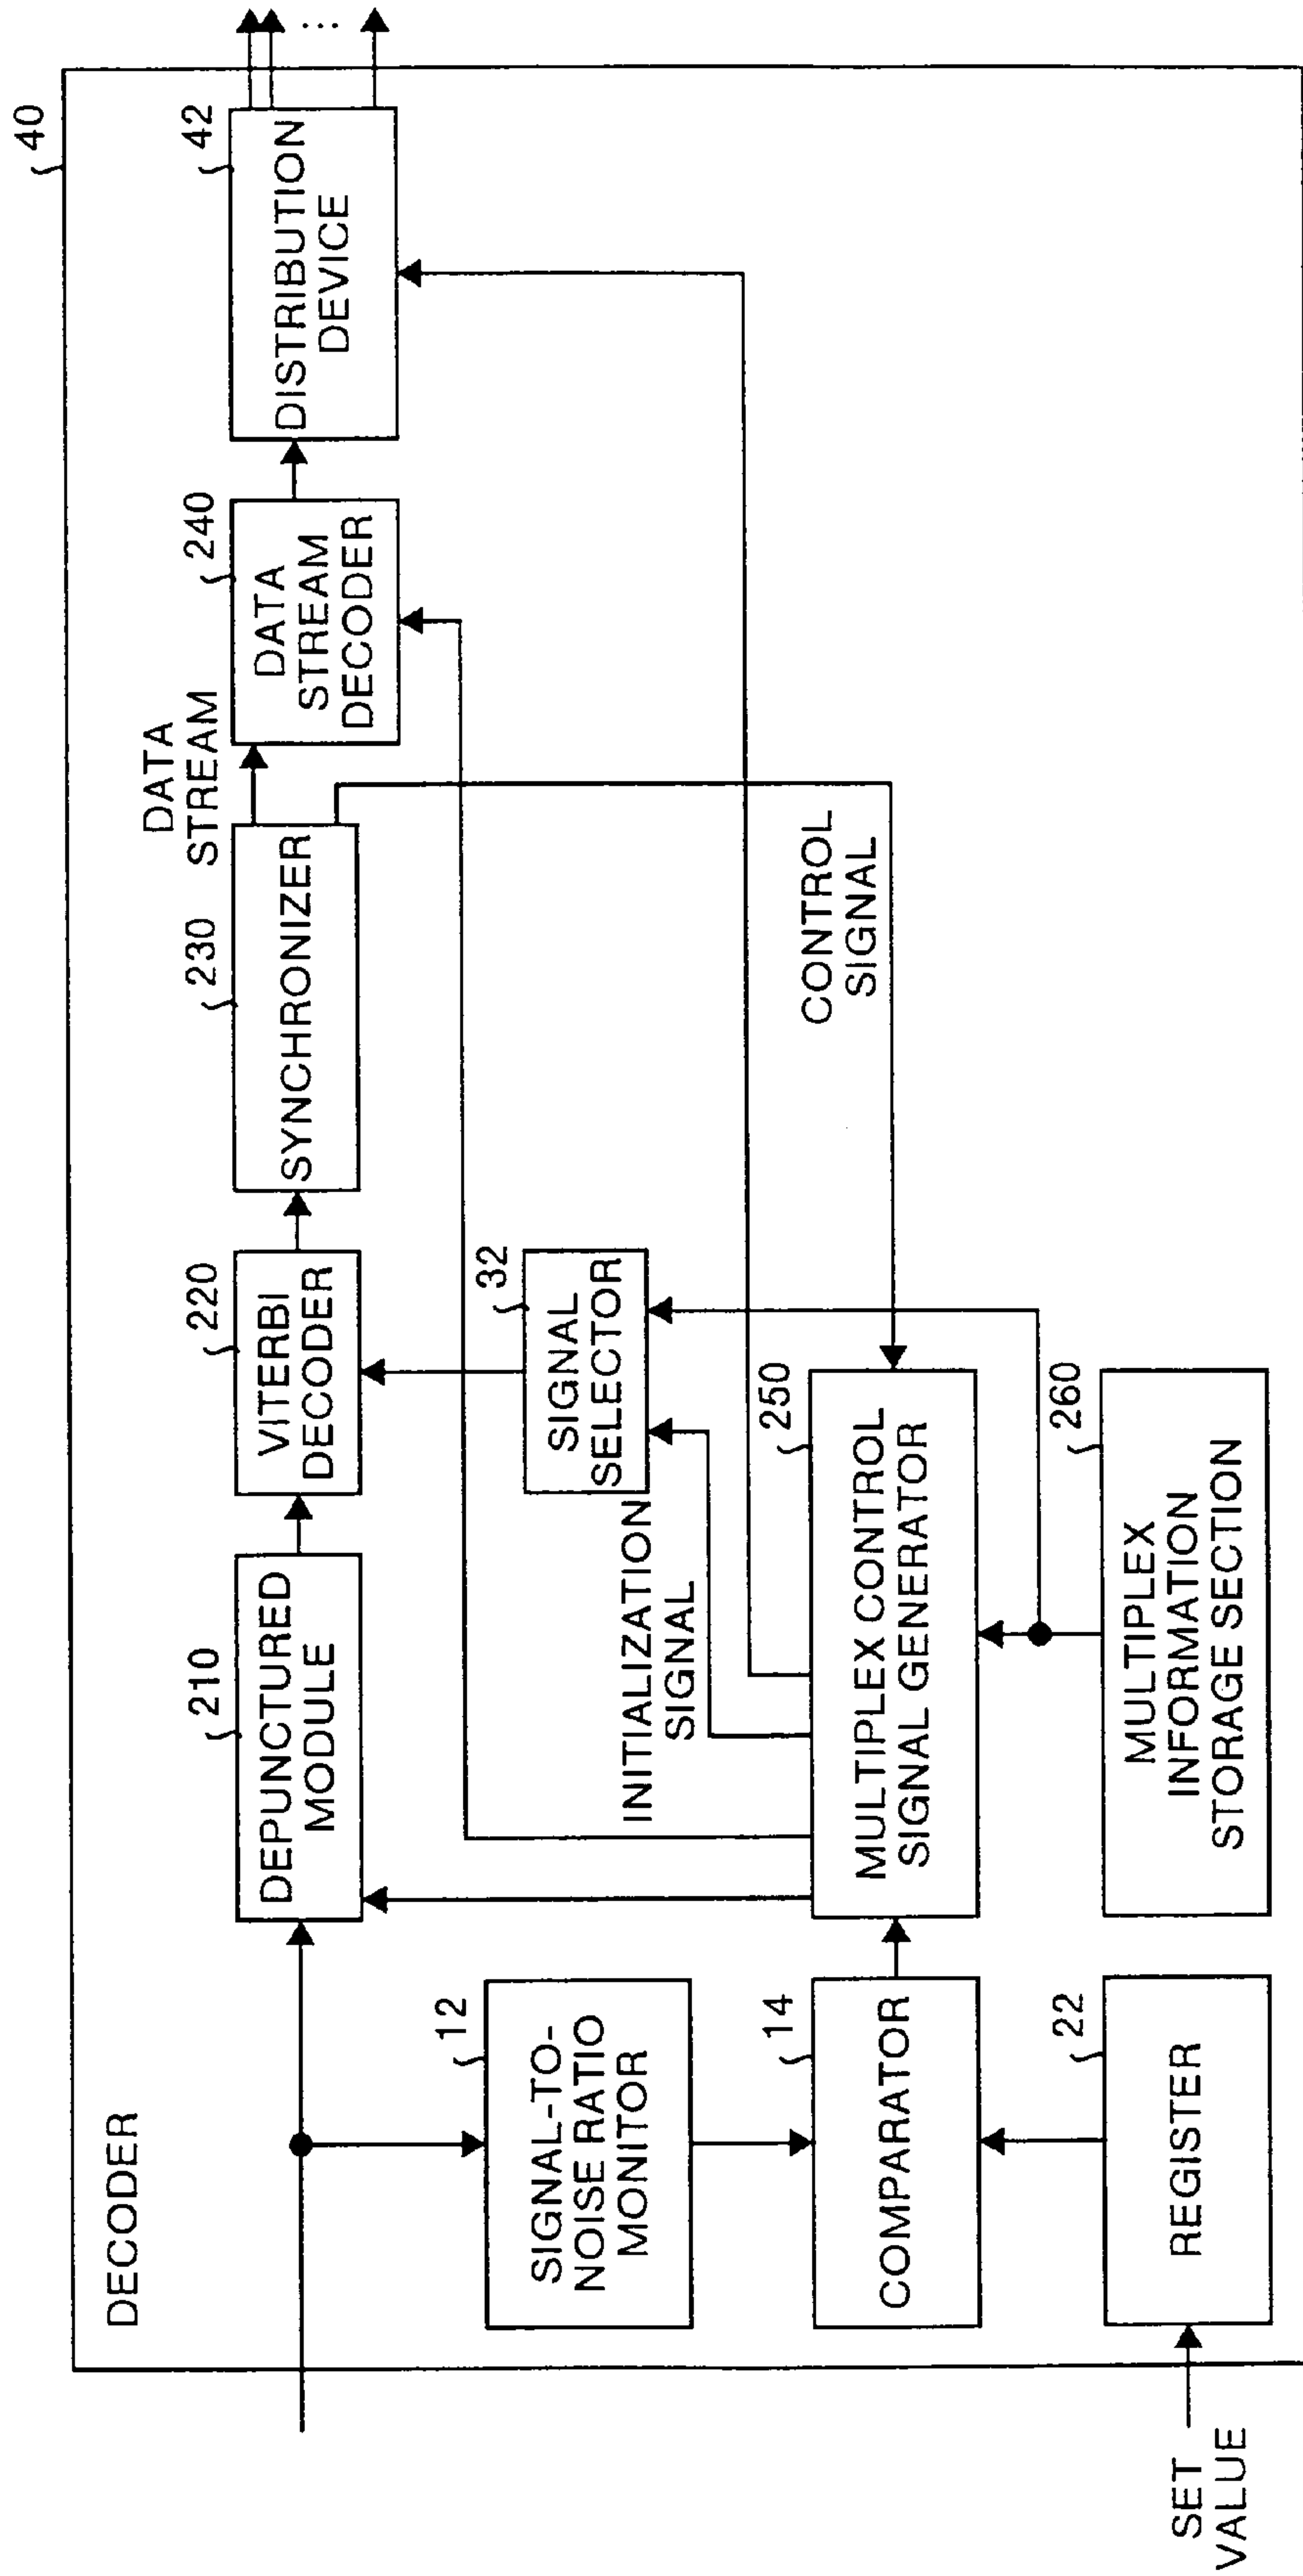 40
DECODER
210
DEPUNCTURED
MODULE
220
VITERBI
DECODER
230
SYNCHRONIZER
DATA
STREAM
240
DATA
STREAM
DECODER
42
DISTRIBUTION
DEVICE
...
12
SIGNAL-TO-
NOISE RATIO
MONITOR
32
SIGNAL
SELECTOR
INITIALIZATION
SIGNAL
CONTROL
SIGNAL
14
COMPARATOR
250
MULTIPLEX CONTROL
SIGNAL GENERATOR
22
REGISTER
260
MULTIPLEX
INFORMATION
STORAGE SECTION
SET
VALUE